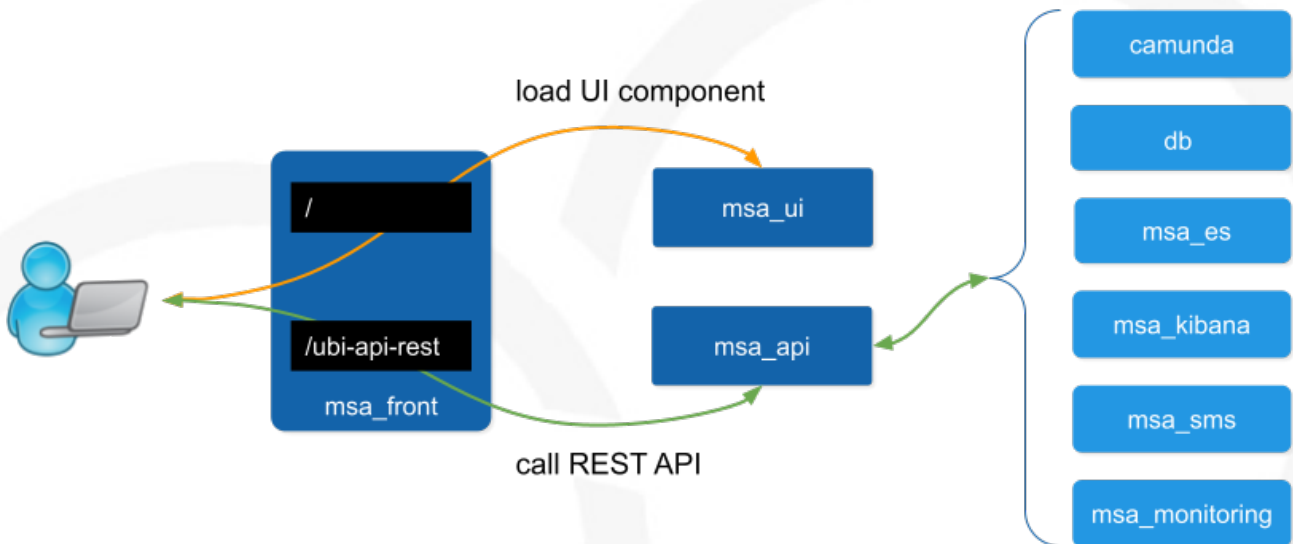 load UI component
/
/ubi-api-rest
msa_front
msa_ui
msa_api
call REST API
camunda
db
msa_es
msa_kibana
msa_sms
msa_monitoring